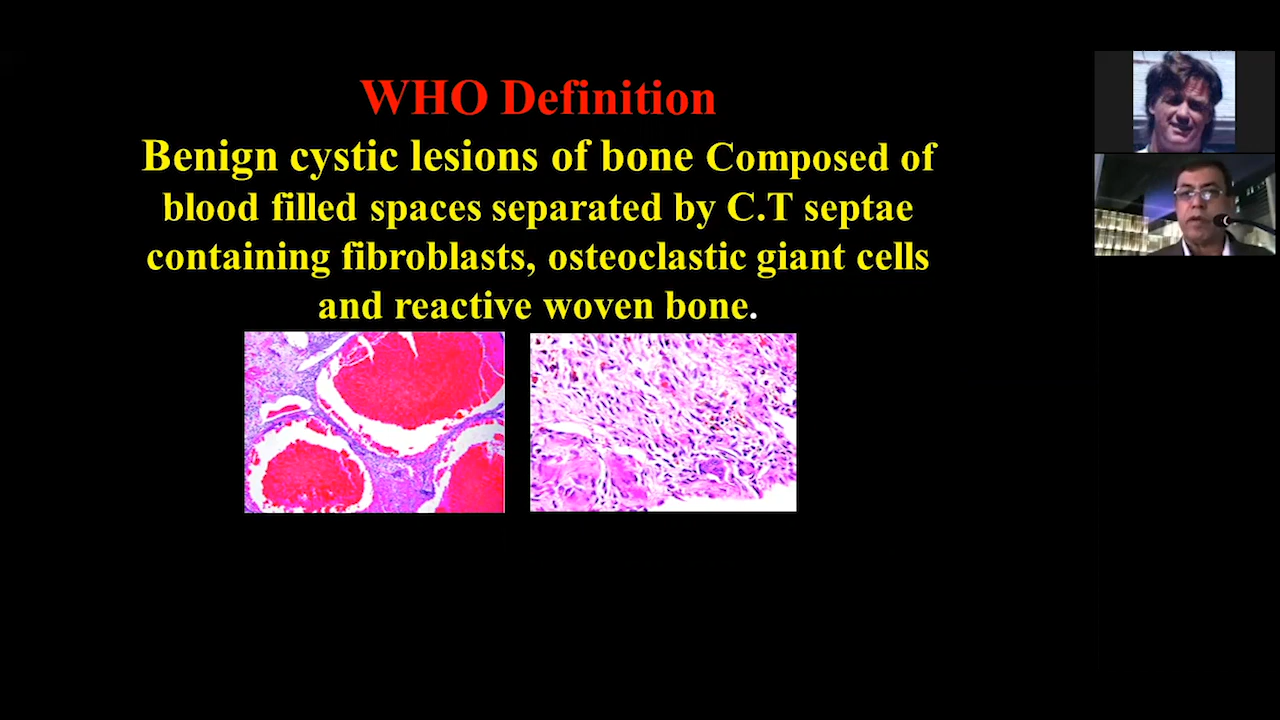 WHO Definition
Benign cystic lesions of bone Composed of
blood filled spaces separated by C.T septae
containing fibroblasts, osteoclastic giant cells
and reactive woven bone.